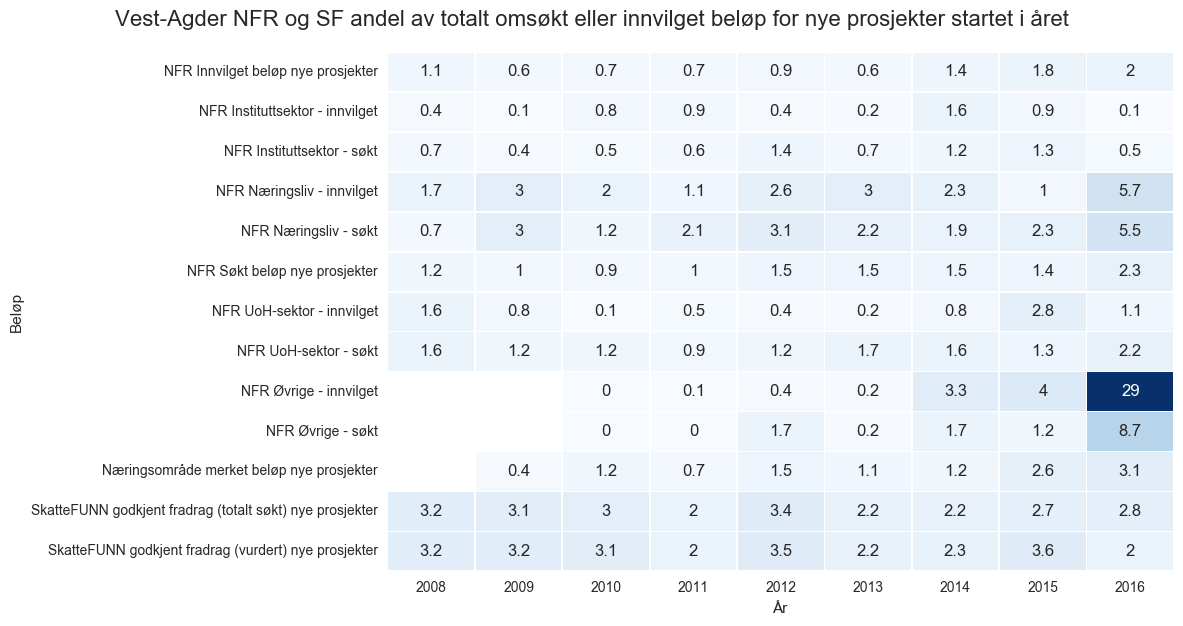 Vest-Agder NFR og SF andel av totalt omsøkt eller innvilget beløp for nye prosjekter startet i året
Beløp
NFR Innvilget beløp nye prosjekter 1.1 0.6 0.7 0.7 0.9 0.6 1.4 1.8 2
NFR Instituttsektor - innvilget 0.4 0.1 0.8 0.9 0.4 0.2 1.6 0.9 0.1
NFR Instituttsektor - søkt 0.7 0.4 0.5 0.6 1.4 0.7 1.2 1.3 0.5
NFR Næringsliv - innvilget 1.7 3 2 1.1 2.6 3 2.3 1 5.7
NFR Næringsliv - søkt 0.7 3 1.2 2.1 3.1 2.2 1.9 2.3 5.5
NFR Søkt beløp nye prosjekter 1.2 1 0.9 1 1.5 1.5 1.5 1.4 2.3
NFR UoH-sektor - innvilget 1.6 0.8 0.1 0.5 0.4 0.2 0.8 2.8 1.1
NFR UoH-sektor - søkt 1.6 1.2 1.2 0.9 1.2 1.7 1.6 1.3 2.2
NFR Øvrige - innvilget 0 0.1 0.4 0.2 3.3 4 29
NFR Øvrige - søkt 0 0 1.7 0.2 1.7 1.2 8.7
Næringsområde merket beløp nye prosjekter 0.4 1.2 0.7 1.5 1.1 1.2 2.6 3.1
SkatteFUNN godkjent fradrag (totalt søkt) nye prosjekter 3.2 3.1 3 2 3.4 2.2 2.2 2.7 2.8
SkatteFUNN godkjent fradrag (vurdert) nye prosjekter 3.2 3.2 3.1 2 3.5 2.2 2.3 3.6 2
2008 2009 2010 2011 2012 2013 2014 2015 2016
År